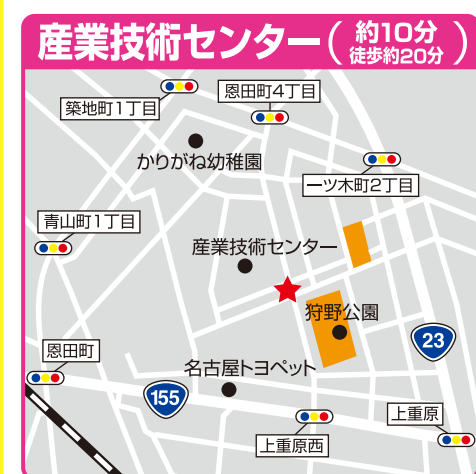 産業技術センター(約10分
徒歩約20分)
恩田町4丁目
築地町1丁目
かりがね幼稚園
一ツ木町2丁目
青山町1丁目
産業技術センター
狩野公園
23
恩田町
名古屋トヨペット
155
上重原
上重原西